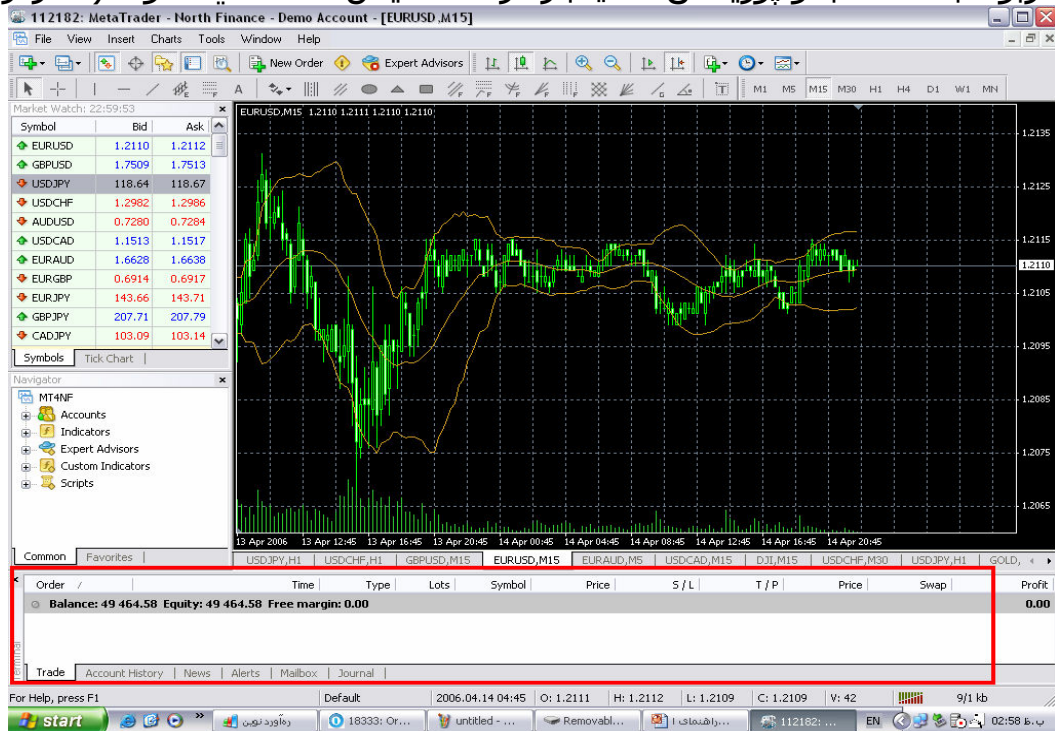 112182: MetaTrader - North Finance - Demo Account - [EURUSD,M15]
File View Insert Charts Tools Window Help
New Order Expert Advisors
A T M1 M5 M15 M30 H1 H4 D1 W1 MN
Market Watch: 22:59:53
Symbol Bid Ask
EURUSD 1.2110 1.2112
GBPUSD 1.7509 1.7513
USDJPY 118.64 118.67
USDCHF 1.2982 1.2986
AUDUSD 0.7280 0.7284
USDCAD 1.1513 1.1517
EURAUD 1.6628 1.6638
EURGBP 0.6914 0.6917
EURJPY 143.66 143.71
GBPJPY 207.71 207.79
CADJPY 103.09 103.14
Symbols Tick Chart
Navigator
MT4NF
Accounts
Indicators
Expert Advisors
Custom Indicators
Scripts
Common Favorites
EURUSD,M15 1.2110 1.2111 1.2110 1.2110
1.2135
1.2125
1.2115
1.2110
1.2105
1.2095
1.2085
1.2075
1.2065
13 Apr 2006 13 Apr 12:45 13 Apr 16:45 13 Apr 20:45 14 Apr 00:45 14 Apr 04:45 14 Apr 08:45 14 Apr 12:45 14 Apr 16:45 14 Apr 20:45
USDJPY,H1 USDCHF,H1 GBPUSD,M15 EURUSD,M15 EURAUD,M5 USDCAD,M15 DJI,M15 USDCHF,M30 USDJPY,H1 GOLD,
Order / Time Type Lots Symbol Price S / L T / P Price Swap Profit
Balance: 49 464.58 Equity: 49 464.58 Free margin: 0.00 0.00
Trade Account History News Alerts Mailbox Journal
For Help, press F1 Default 2006.04.14 04:45 O: 1.2111 H: 1.2112 L: 1.2109 C: 1.2109 V: 42 9/1 kb
start ره‌آورد نوین 18333: Or... untitled - ... Removabl... راهنمای ا... 112182: ... EN 02:58 ب.ظ